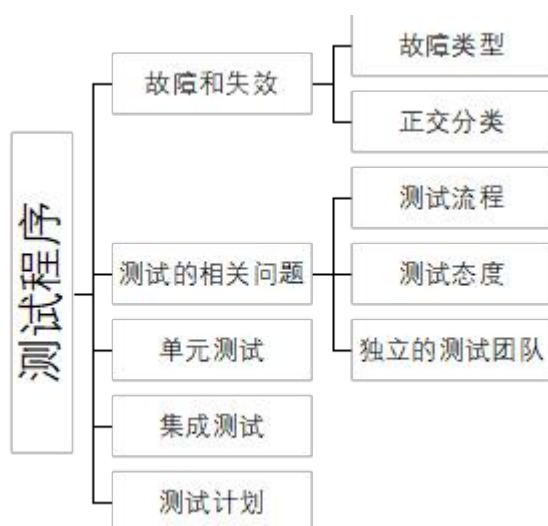 测试程序
故障和失效
故障类型
正交分类
测试的相关问题
测试流程
测试态度
独立的测试团队
单元测试
集成测试
测试计划